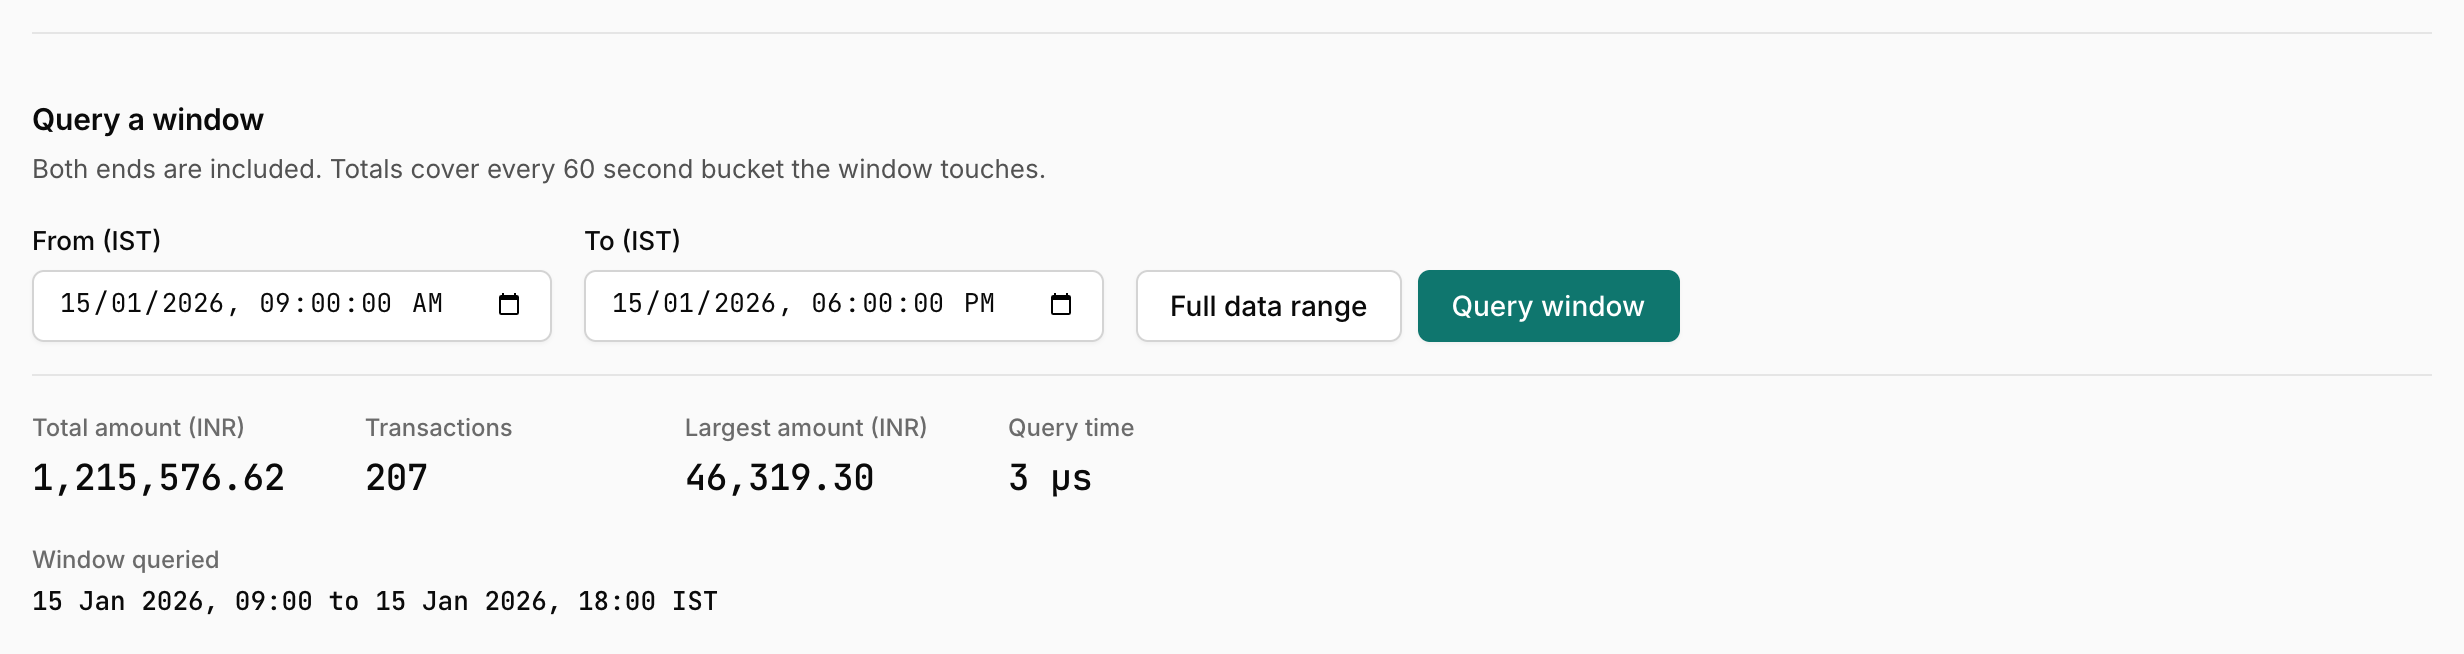 Query a window
Both ends are included. Totals cover every 60 second bucket the window touches.
From (IST) To (IST)
15/01/2026, 09:00:00 AM 15/01/2026, 06:00:00 PM Full data range Query window
Total amount (INR) Transactions Largest amount (INR) Query time
1,215,576.62 207 46,319.30 3 µs
Window queried
15 Jan 2026, 09:00 to 15 Jan 2026, 18:00 IST